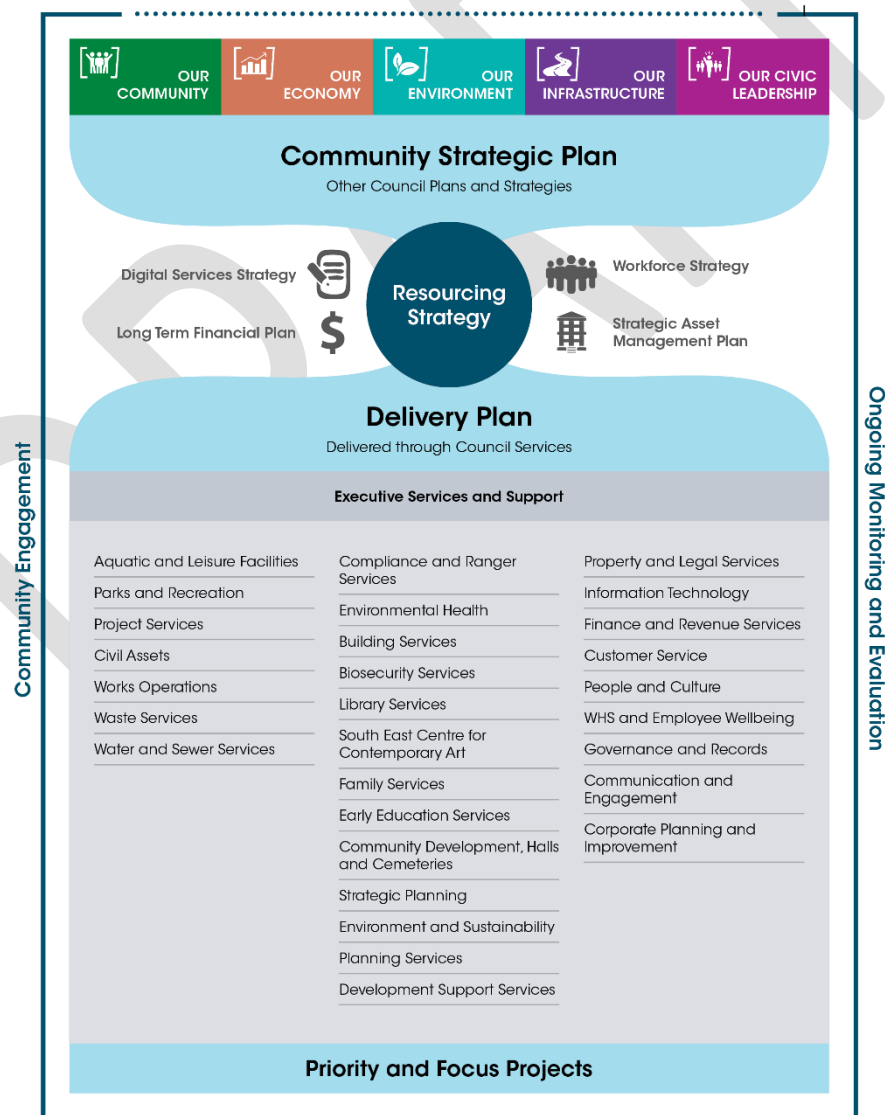 OUR
COMMUNITY
OUR
ECONOMY
OUR
ENVIRONMENT
OUR
INFRASTRUCTURE
OUR CIVIC
LEADERSHIP
Community Strategic Plan
Other Council Plans and Strategies
Digital Services Strategy
Long Term Financial Plan
Resourcing
Strategy
Workforce Strategy
Strategic Asset
Management Plan
Delivery Plan
Delivered through Council Services
Executive Services and Support
Aquatic and Leisure Facilities
Parks and Recreation
Project Services
Civil Assets
Works Operations
Waste Services
Water and Sewer Services
Compliance and Ranger
Services
Environmental Health
Building Services
Biosecurity Services
Library Services
South East Centre for
Contemporary Art
Family Services
Early Education Services
Community Development, Halls
and Cemeteries
Strategic Planning
Environment and Sustainability
Planning Services
Development Support Services
Property and Legal Services
Information Technology
Finance and Revenue Services
Customer Service
People and Culture
WHS and Employee Wellbeing
Governance and Records
Communication and
Engagement
Corporate Planning and
Improvement
Priority and Focus Projects
Community Engagement
Ongoing Monitoring and Evaluation